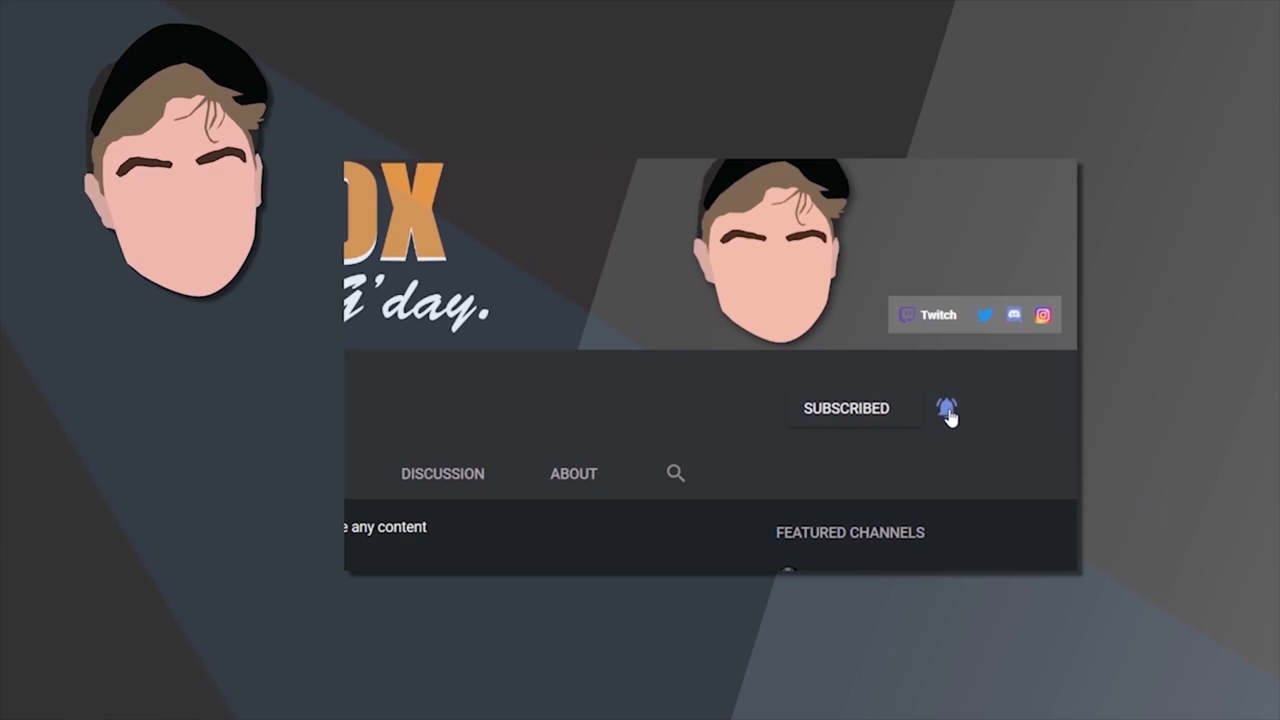 OX
G'day.
Twitch
SUBSCRIBED
DISCUSSION
ABOUT
e any content
FEATURED CHANNELS